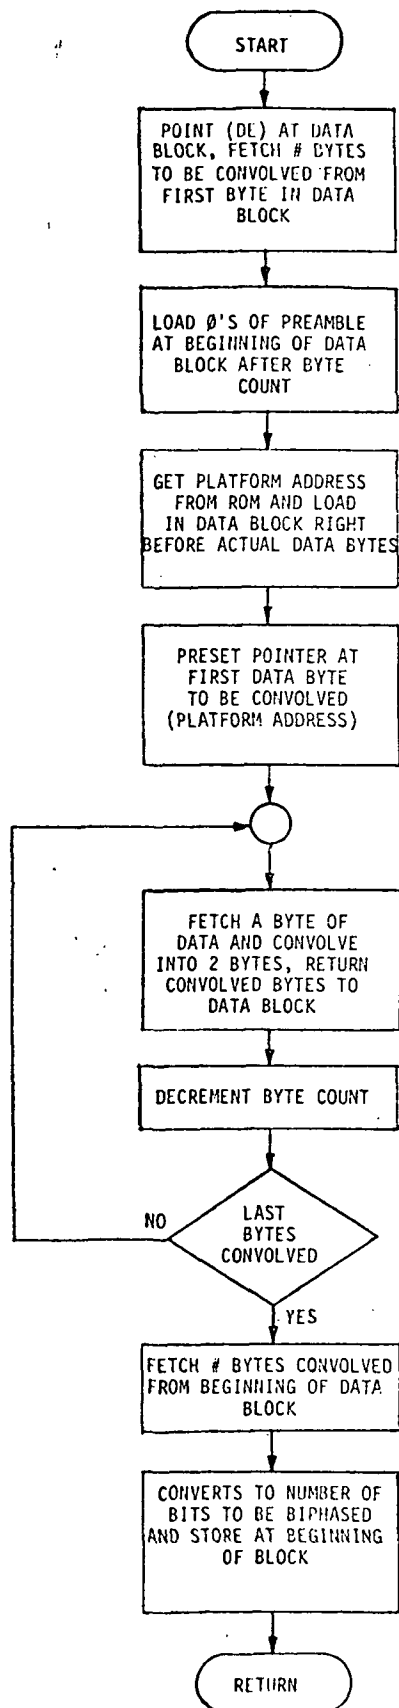 START
POINT (DE) AT DATA
BLOCK, FETCH # BYTES
TO BE CONVOLVED FROM
FIRST BYTE IN DATA
BLOCK
LOAD Ø'S OF PREAMBLE
AT BEGINNING OF DATA
BLOCK AFTER BYTE
COUNT
GET PLATFORM ADDRESS
FROM ROM AND LOAD
IN DATA BLOCK RIGHT
BEFORE ACTUAL DATA BYTES
PRESET POINTER AT
FIRST DATA BYTE
TO BE CONVOLVED
(PLATFORM ADDRESS)
FETCH A BYTE OF
DATA AND CONVOLVE
INTO 2 BYTES, RETURN
CONVOLVED BYTES TO
DATA BLOCK
DECREMENT BYTE COUNT
NO
LAST
BYTES
CONVOLVED
YES
FETCH # BYTES CONVOLVED
FROM BEGINNING OF DATA
BLOCK
CONVERTS TO NUMBER OF
BITS TO BE BIPHASED
AND STORE AT BEGINNING
OF BLOCK
RETURN